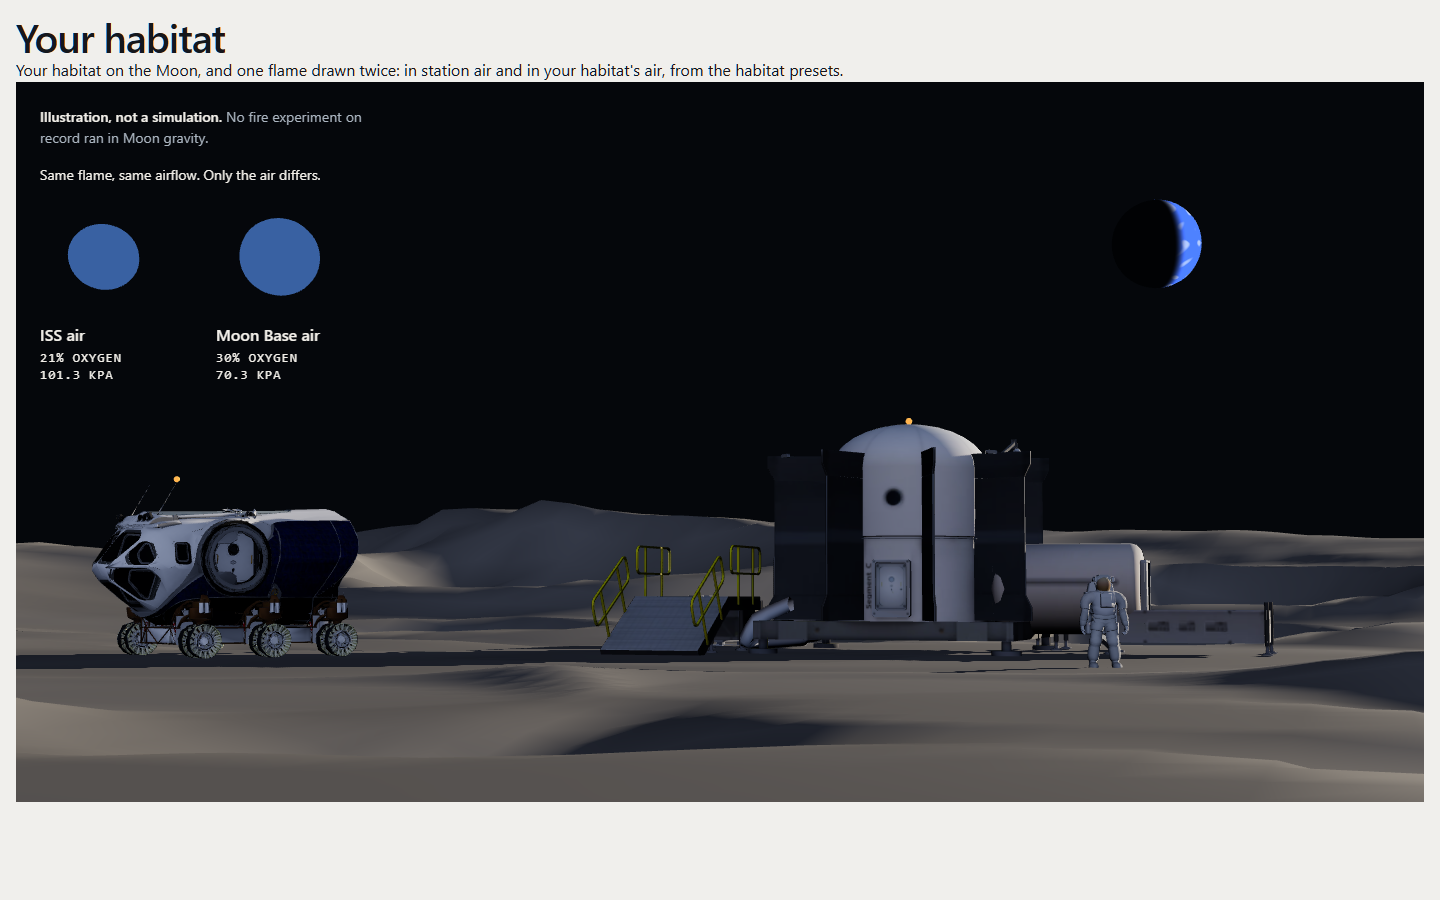 Your habitat
Your habitat on the Moon, and one flame drawn twice: in station air and in your habitat's air, from the habitat presets.
Illustration, not a simulation. No fire experiment on
record ran in Moon gravity.
Same flame, same airflow. Only the air differs.
ISS air
21% OXYGEN
101.3 KPA
Moon Base air
30% OXYGEN
70.3 KPA
Segment C